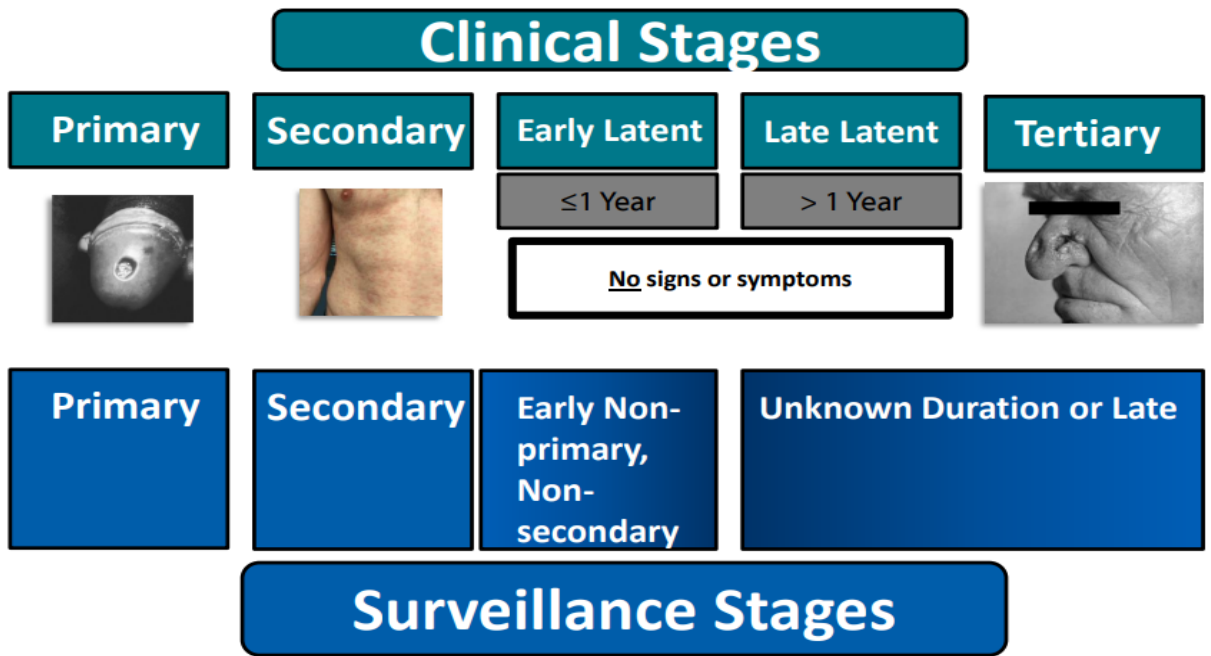 Clinical Stages
Primary
Secondary
Early Latent
Late Latent
Tertiary
≤1 Year
> 1 Year
No signs or symptoms
Primary
Secondary
Early Non-
primary,
Non-
secondary
Unknown Duration or Late
Surveillance Stages